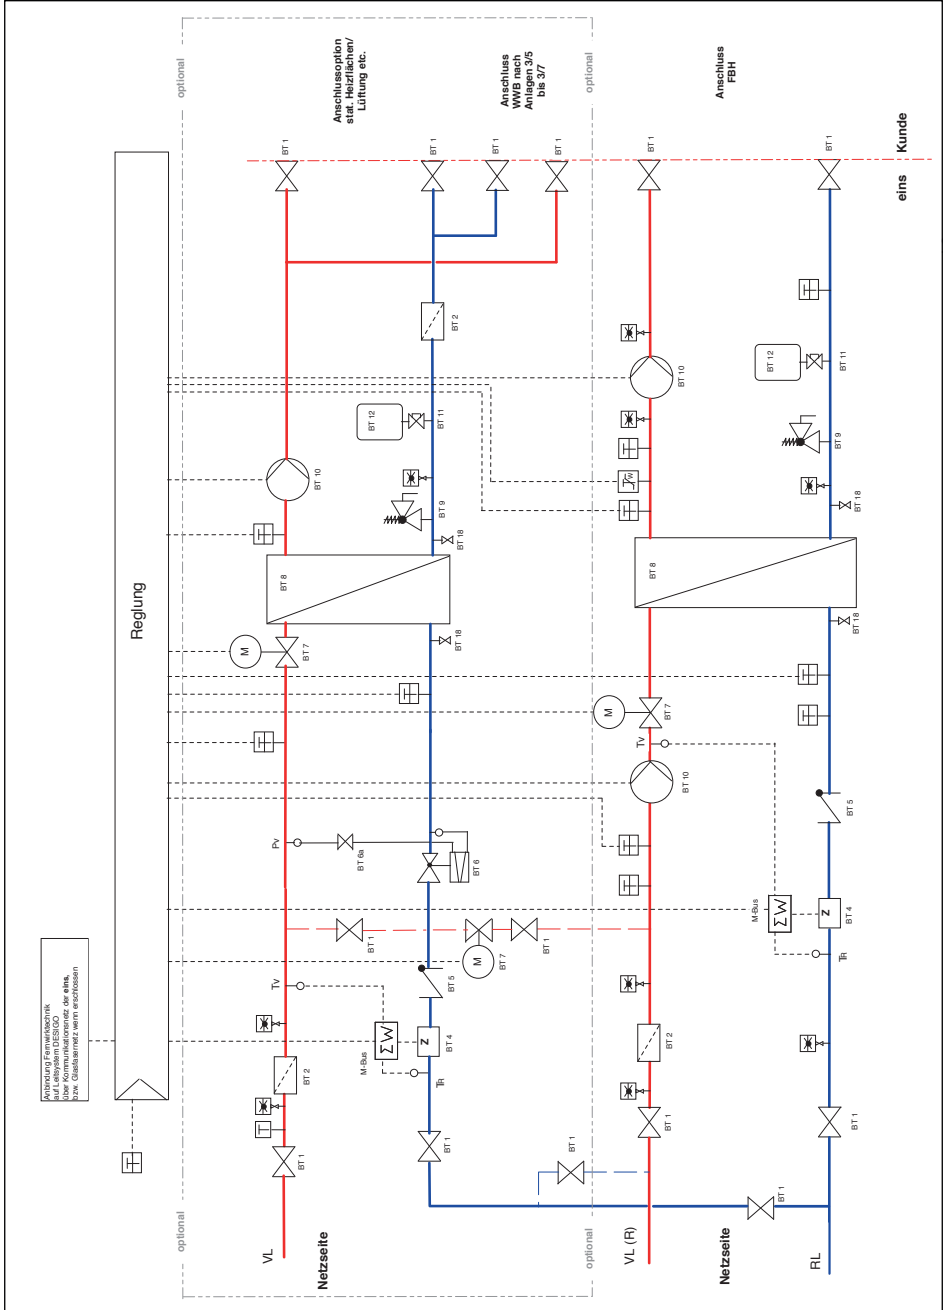 optional
optional
Anschlussoption
stat. Heizflächen/
Lüftung etc.
Anschluss
WWB nach
Anlagen 3/5
bis 3/7
Anschluss
FBH
Kunde
eins
BT 1
BT 1
BT 1
BT 1
BT 1
BT 1
Reglung
BT 2
BT 12
BT 11
BT 10
BT 9
BT 18
BT 8
M
BT 7
BT 18
BT 10
BT 12
BT 11
BT 9
W
BT 18
BT 8
BT 18
M
BT 7
Tv
BT 10
BT 5
Pv
BT 6a
BT 6
M-Bus
Σ W
Z
BT 4
TR
BT 1
M
BT 7
BT 1
BT 5
Tv
M-Bus
Σ W
Z
BT 4
TR
BT 2
BT 2
BT 1
BT 1
BT 1
BT 1
BT 1
BT 1
Anbindung Fernwirktechnik
auf Leitsystem DESIGO
über Kommunikationsnetz der eins,
bzw. Glasfasernetz wenn erschlossen
optional
optional
VL
Netzseite
VL (R)
Netzseite
RL